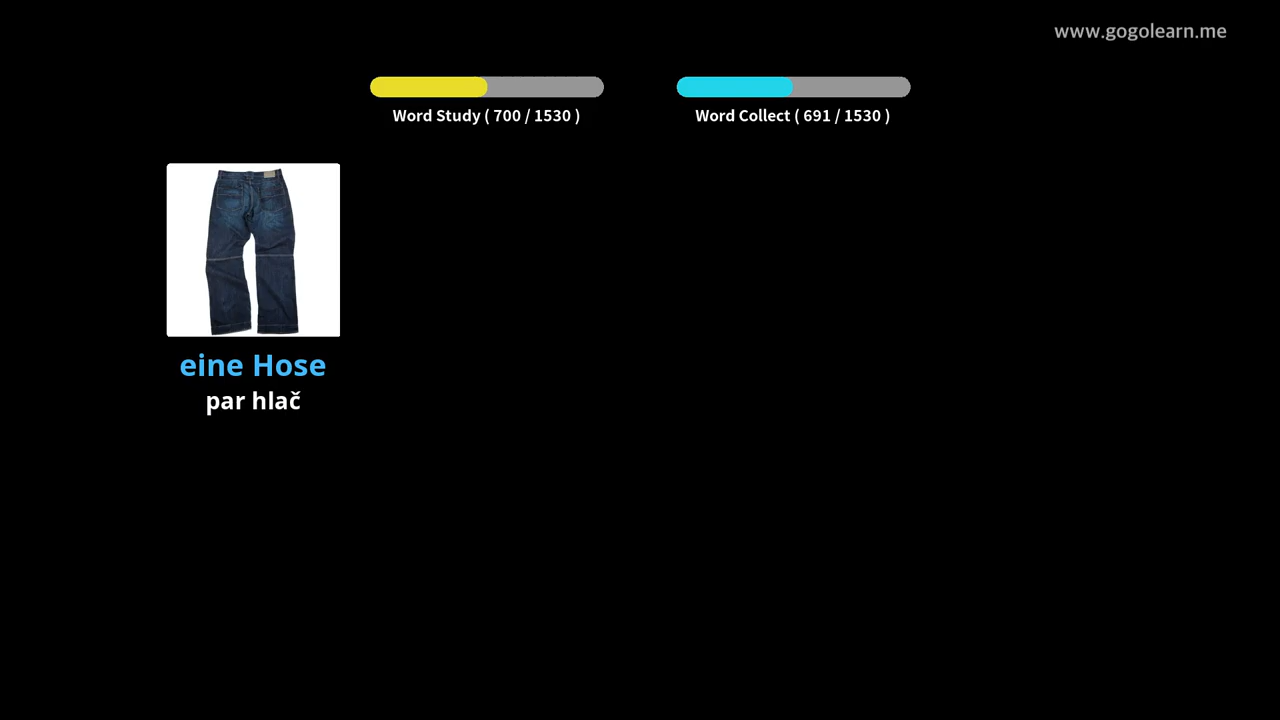 www.gogolearn.me
Word Study ( 700 / 1530 )
Word Collect ( 691 / 1530 )
eine Hose
par hlač